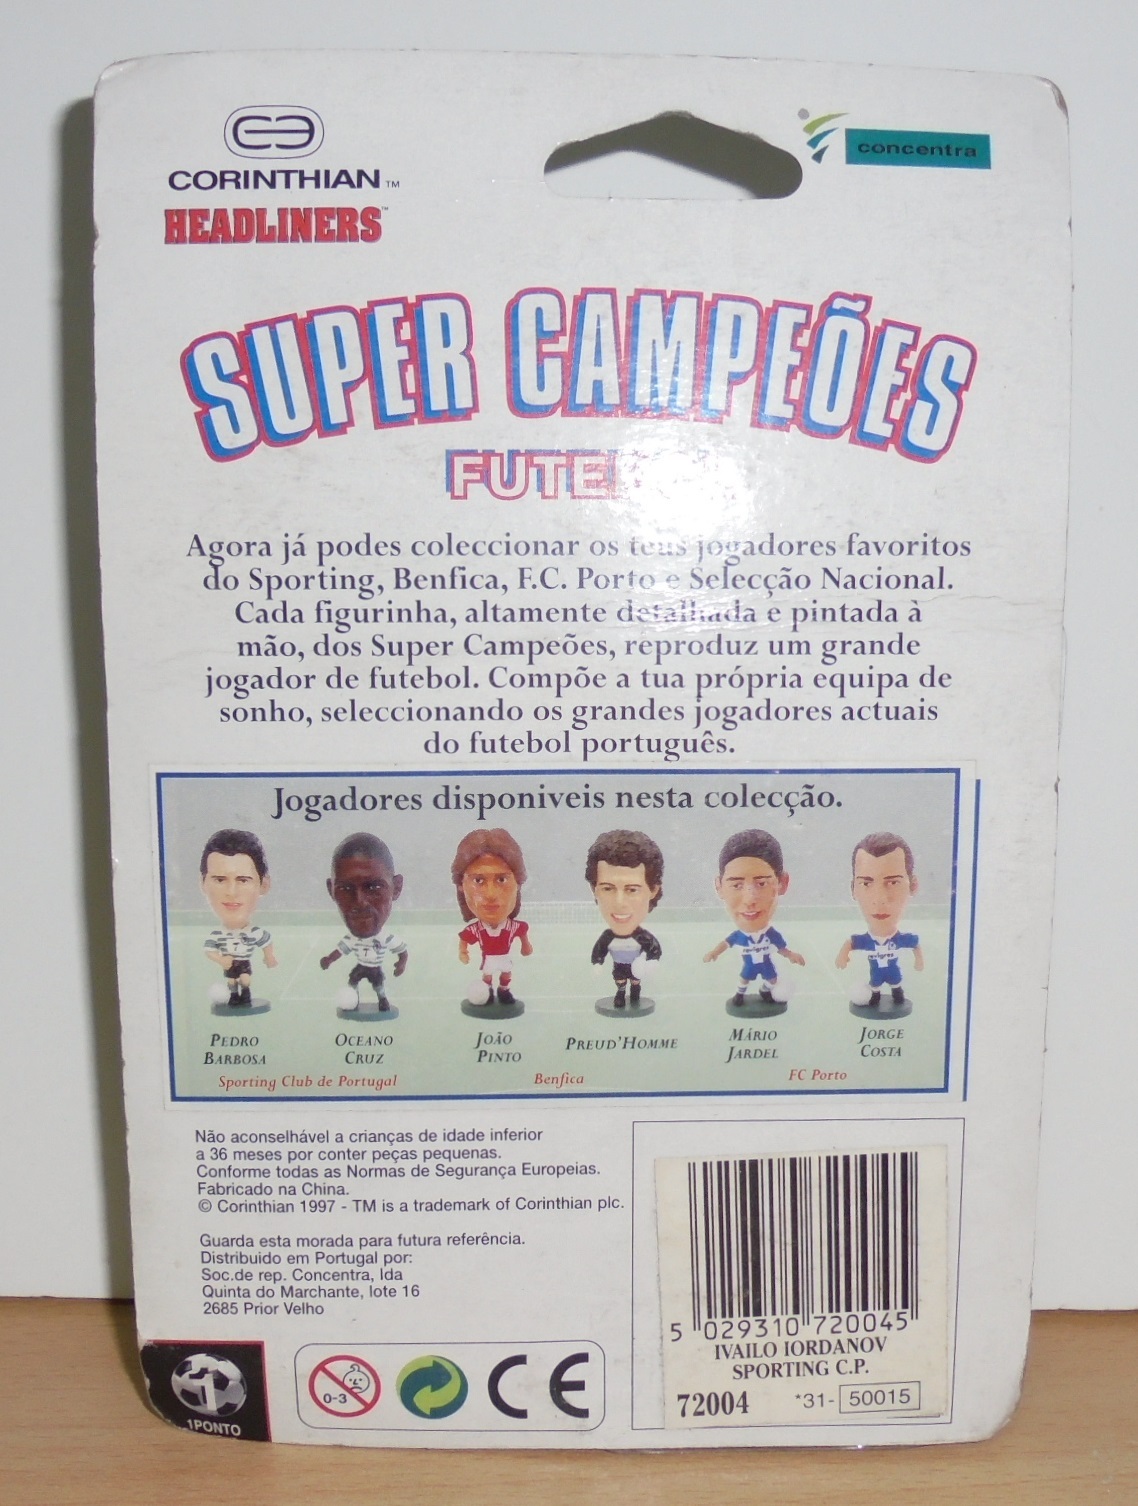 CORINTHIAN™
HEADLINERS™
concentra
SUPER CAMPEÕES
Agora já podes coleccionar os teus jogadores favoritos
do Sporting, Benfica, F.C. Porto e Selecção Nacional.
Cada figurinha, altamente detalhada e pintada à
mão, dos Super Campeões, reproduz um grande
jogador de futebol. Compõe a tua própria equipa de
sonho, seleccionando os grandes jogadores actuais
do futebol português.
Jogadores disponiveis nesta colecção.
PEDRO BARBOSA
OCEANO CRUZ
JOÃO PINTO
PREUD'HOMME
MÁRIO JARDEL
JORGE COSTA
Sporting Club de Portugal
Benfica
FC Porto
Não aconselhável a crianças de idade inferior
a 36 meses por conter peças pequenas.
Conforme todas as Normas de Segurança Europeias.
Fabricado na China.
© Corinthian 1997 - TM is a trademark of Corinthian plc.
Guarda esta morada para futura referência.
Distribuido em Portugal por:
Soc.de rep. Concentra, lda
Quinta do Marchante, lote 16
2685 Prior Velho
1
1PONTO
0-3
CE
5 029310 720045
IVAILO IORDANOV
SPORTING C.P.
72004 *31- 50015